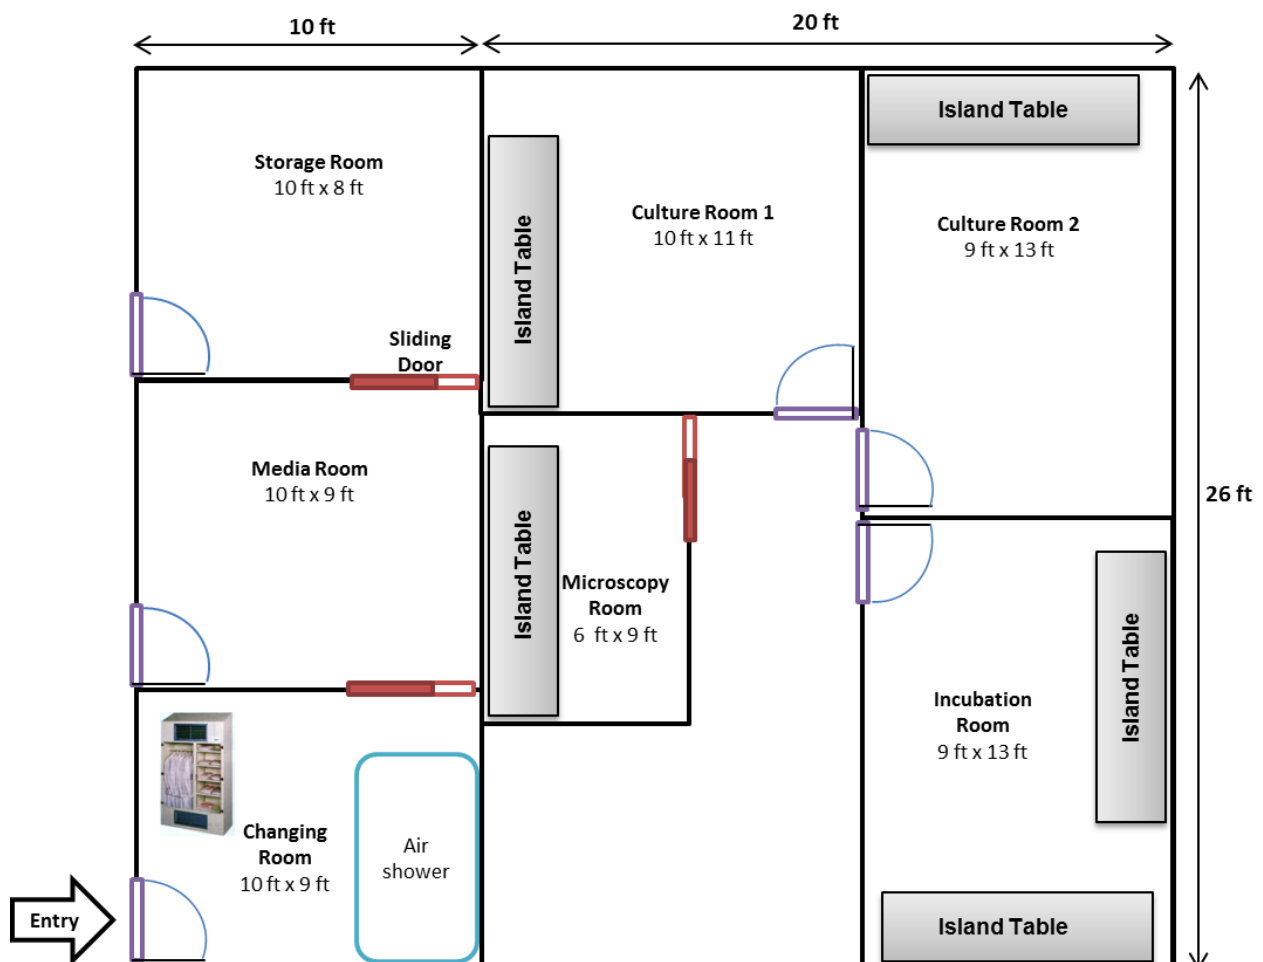 10 ft
20 ft
Island Table
Storage Room
10 ft x 8 ft
Island Table
Culture Room 1
10 ft x 11 ft
Culture Room 2
9 ft x 13 ft
Sliding
Door
Media Room
10 ft x 9 ft
Island Table
Microscopy
Room
6  ft x 9 ft
26 ft
Island Table
Incubation
Room
9 ft x 13 ft
Changing
Room
10 ft x 9 ft
Air
shower
Entry
Island Table